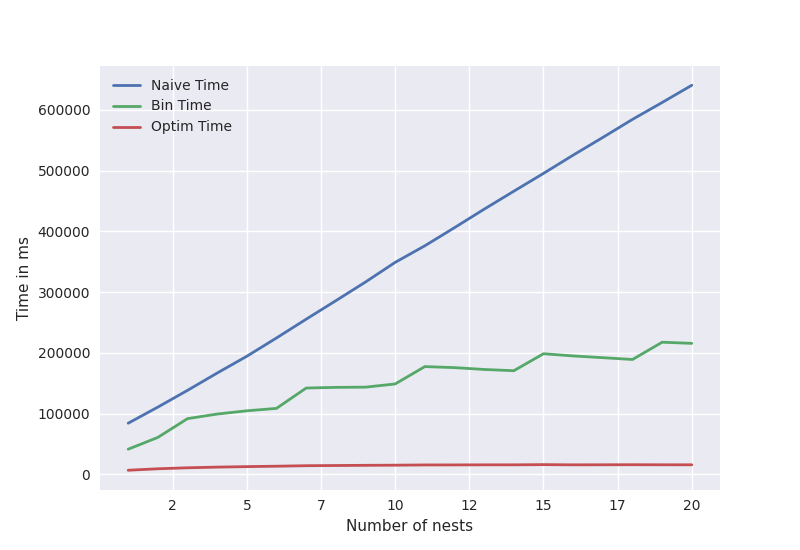 Naive Time
Bin Time
Optim Time
600000
500000
400000
300000
200000
100000
0
Time in ms
2 5 7 10 12 15 17 20
Number of nests